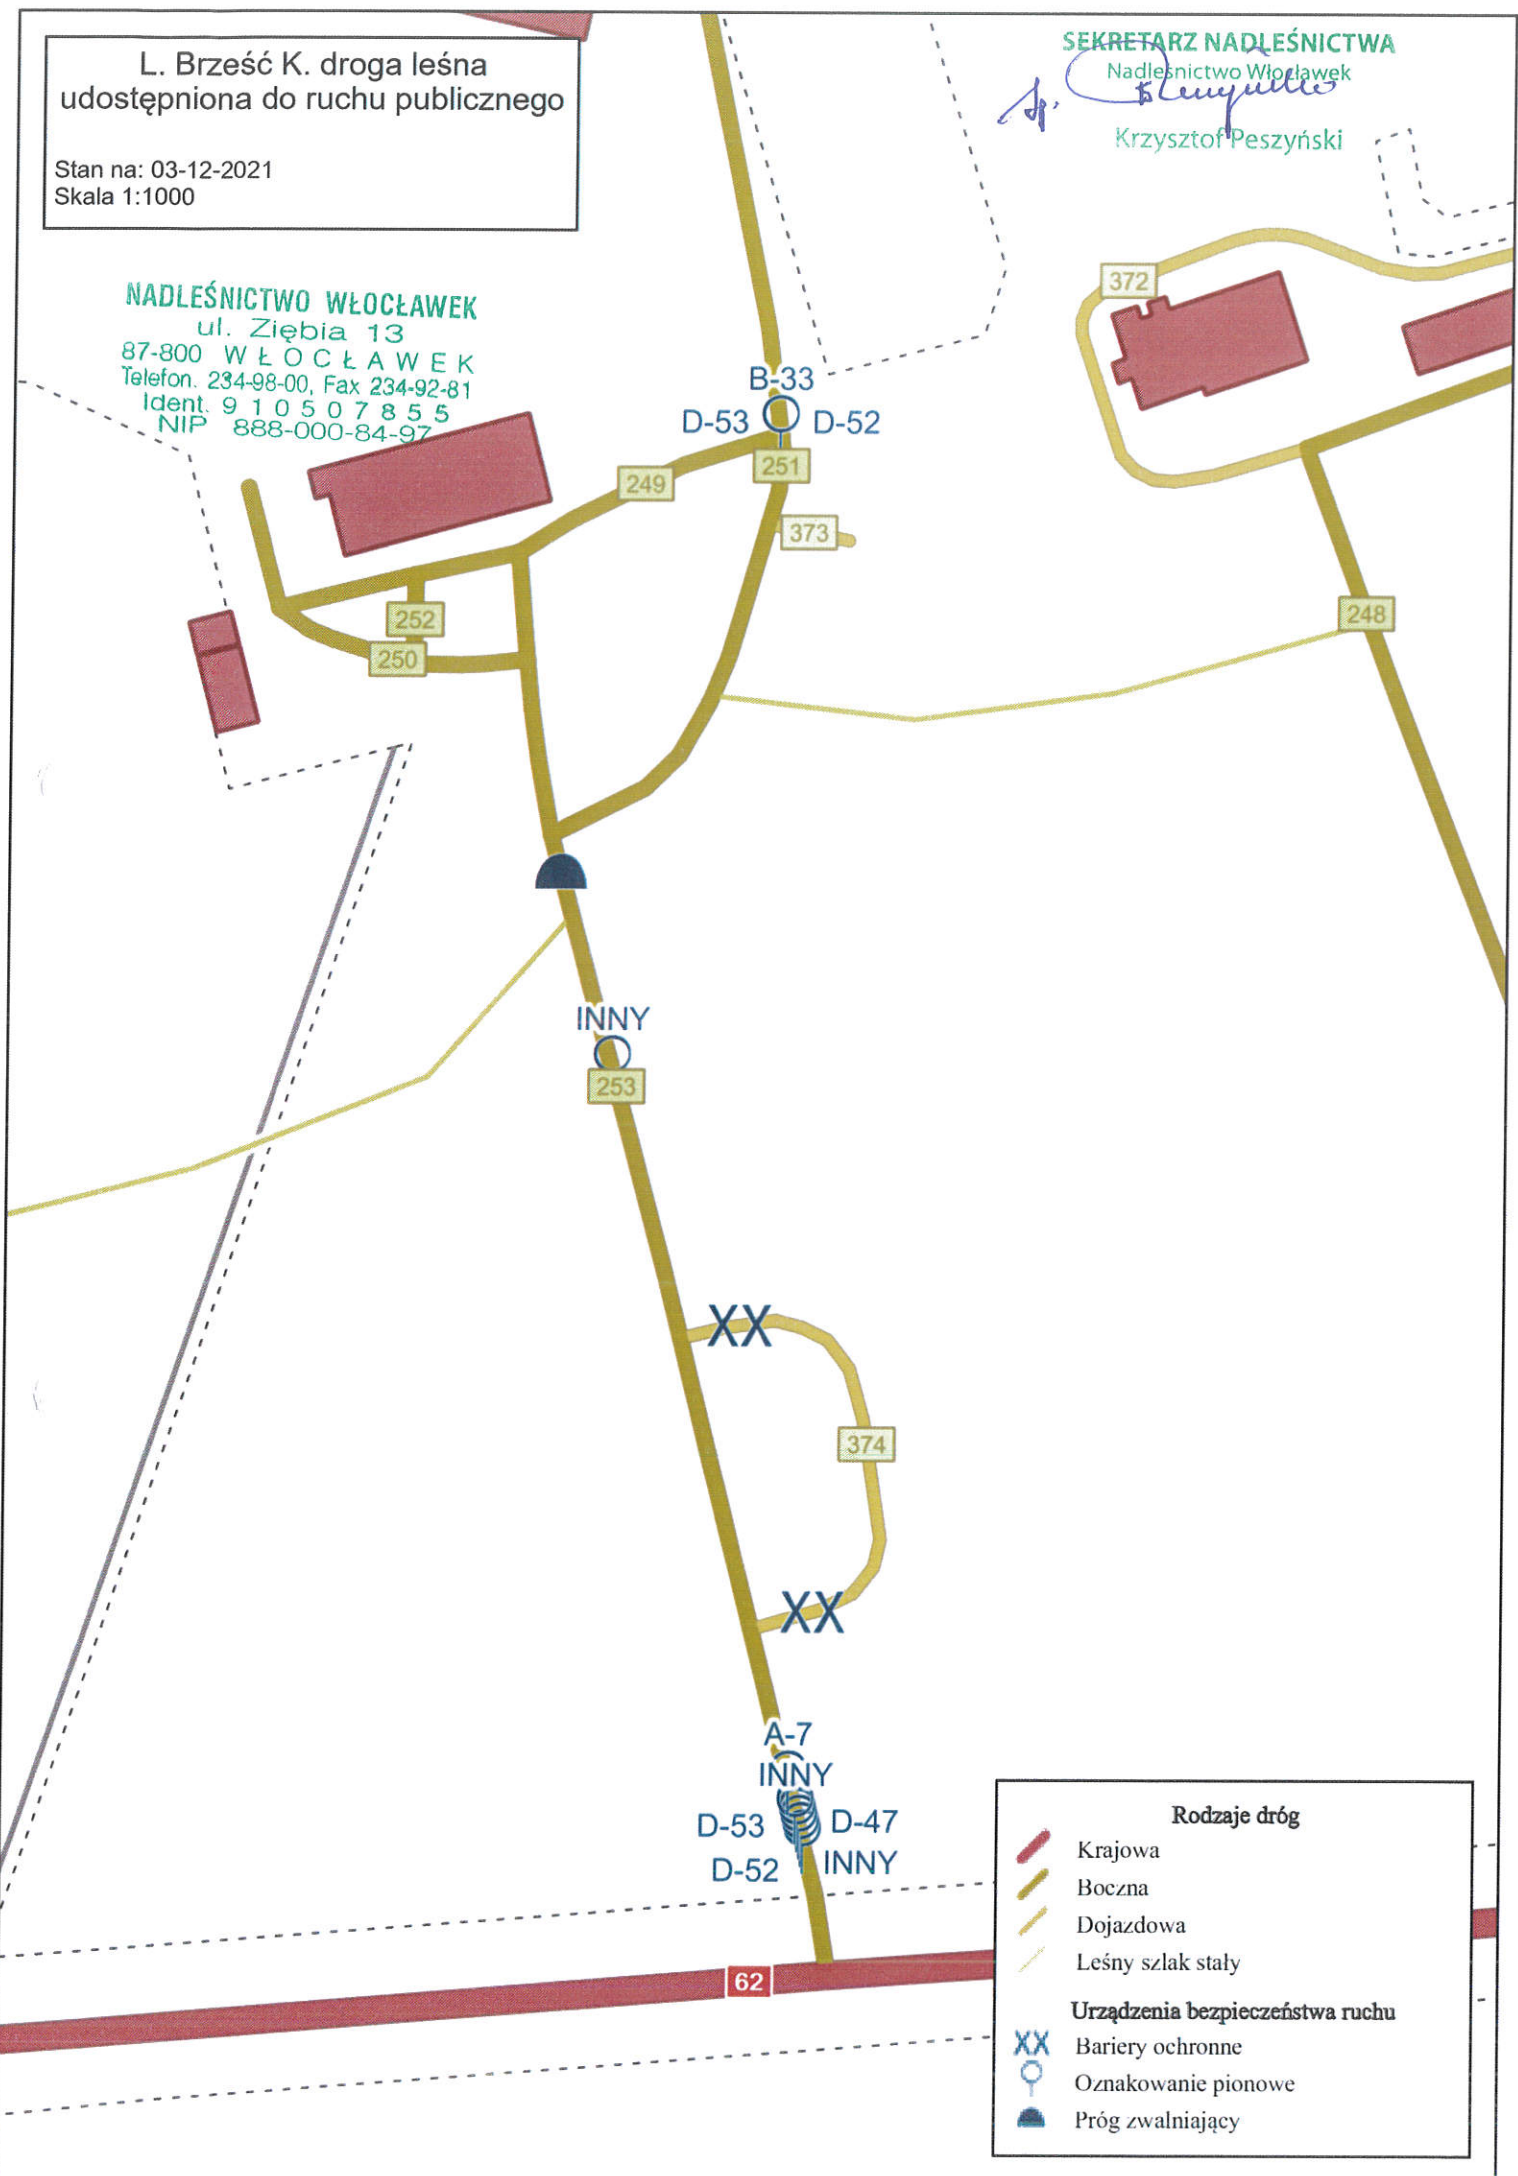 L. Brześć K. droga leśna
udostępniona do ruchu publicznego
Stan na: 03-12-2021
Skala 1:1000
SEKRETARZ NADLEŚNICTWA
Nadleśnictwo Włocławek
Krzysztof Peszyński
NADLEŚNICTWO WŁOCŁAWEK
ul. Ziębia 13
87-800 WŁOCŁAWEK
Telefon. 234-98-00, Fax 234-92-81
Ident. 910507855
NIP 888-000-84-97
372
B-33
D-53 D-52
251
249
373
252
250
248
INNY
253
XX
374
XX
A-7
INNY
D-53 D-47
D-52 INNY
62
Rodzaje dróg
Krajowa
Boczna
Dojazdowa
Leśny szlak stały
Urządzenia bezpieczeństwa ruchu
XX Bariery ochronne
Oznakowanie pionowe
Próg zwalniający